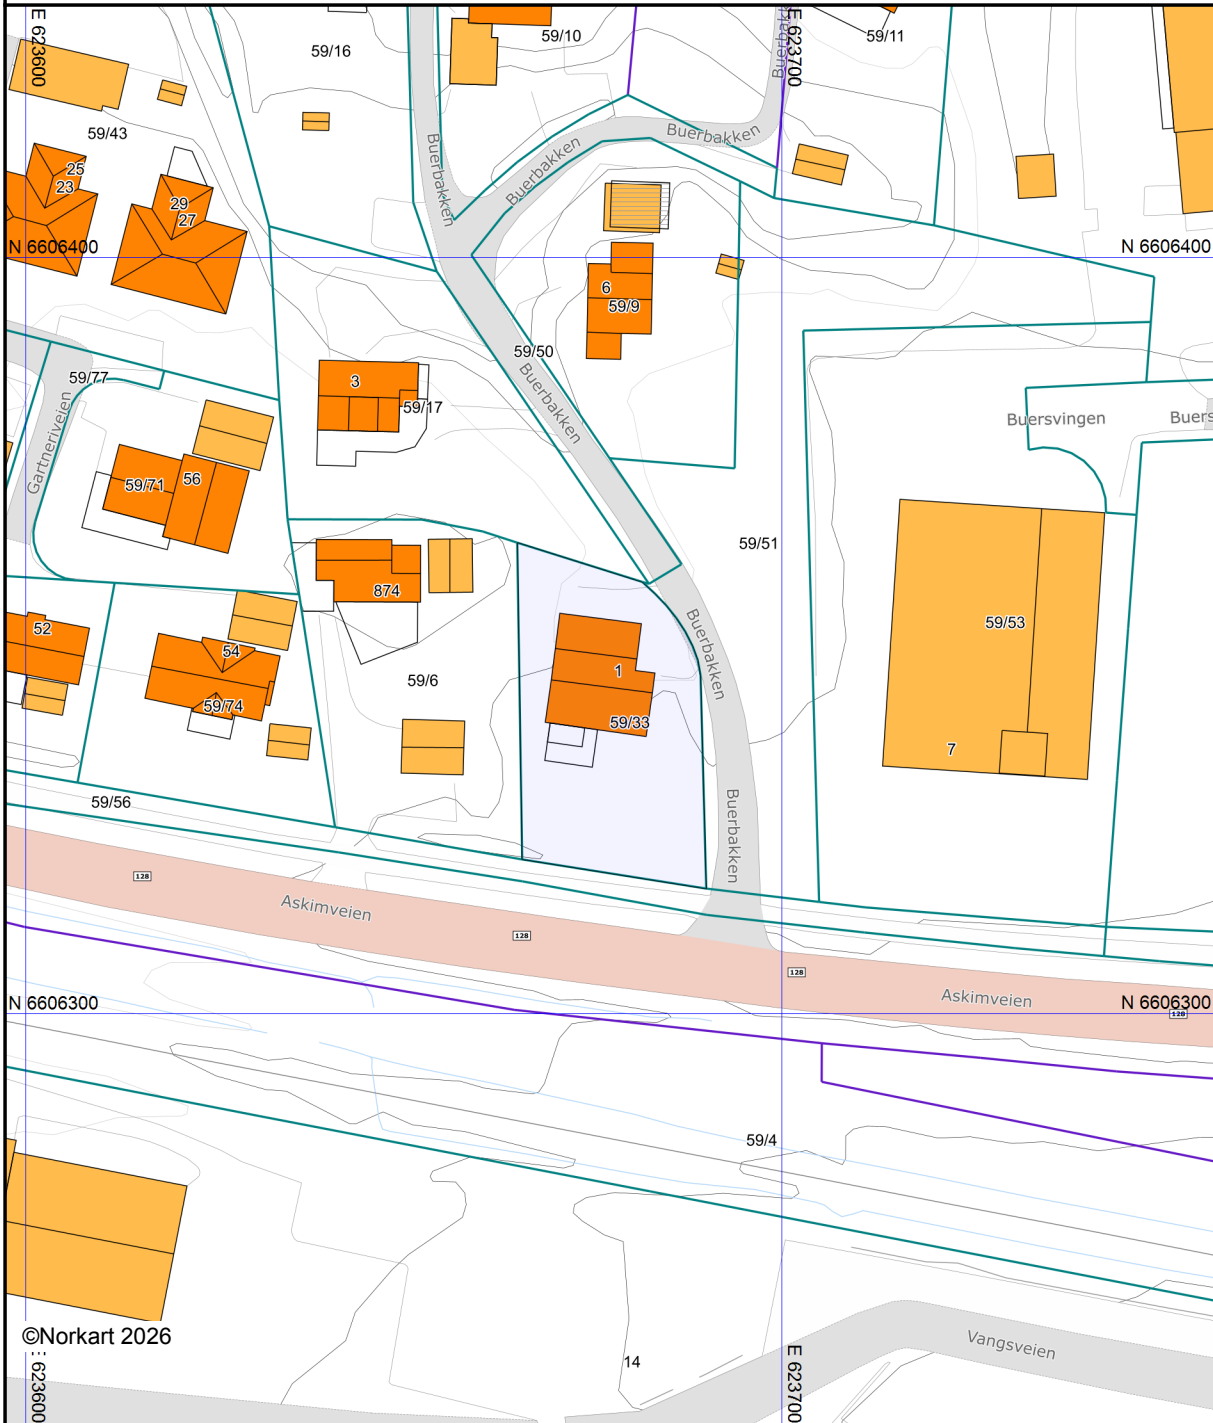 E 623600
E 623700
59/16
59/10
59/11
Buerbak
Buerbakken
Buerbakken
Buerbakken
59/43
25
23
29
27
N 6606400
N 6606400
6
59/9
59/50
Buerbakken
3
59/17
59/77
Gartneriveien
Buersvingen
Buers
59/71
56
59/51
874
59/53
52
54
Buerbakken
1
59/6
59/74
59/33
7
59/56
Buerbakken
128
Askimveien
128
128
Askimveien
N 6606300
N 6606300
128
59/4
©Norkart 2026
Vangsveien
14
E 623600
E 623700